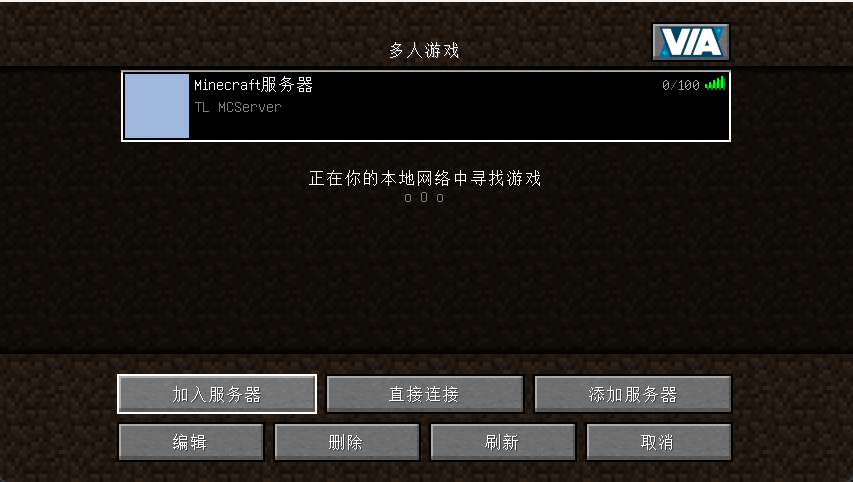 多人游戏
VIA
Minecraft服务器
0/100
TL MCServer
正在你的本地网络中寻找游戏
o O o
加入服务器
直接连接
添加服务器
编辑
删除
刷新
取消